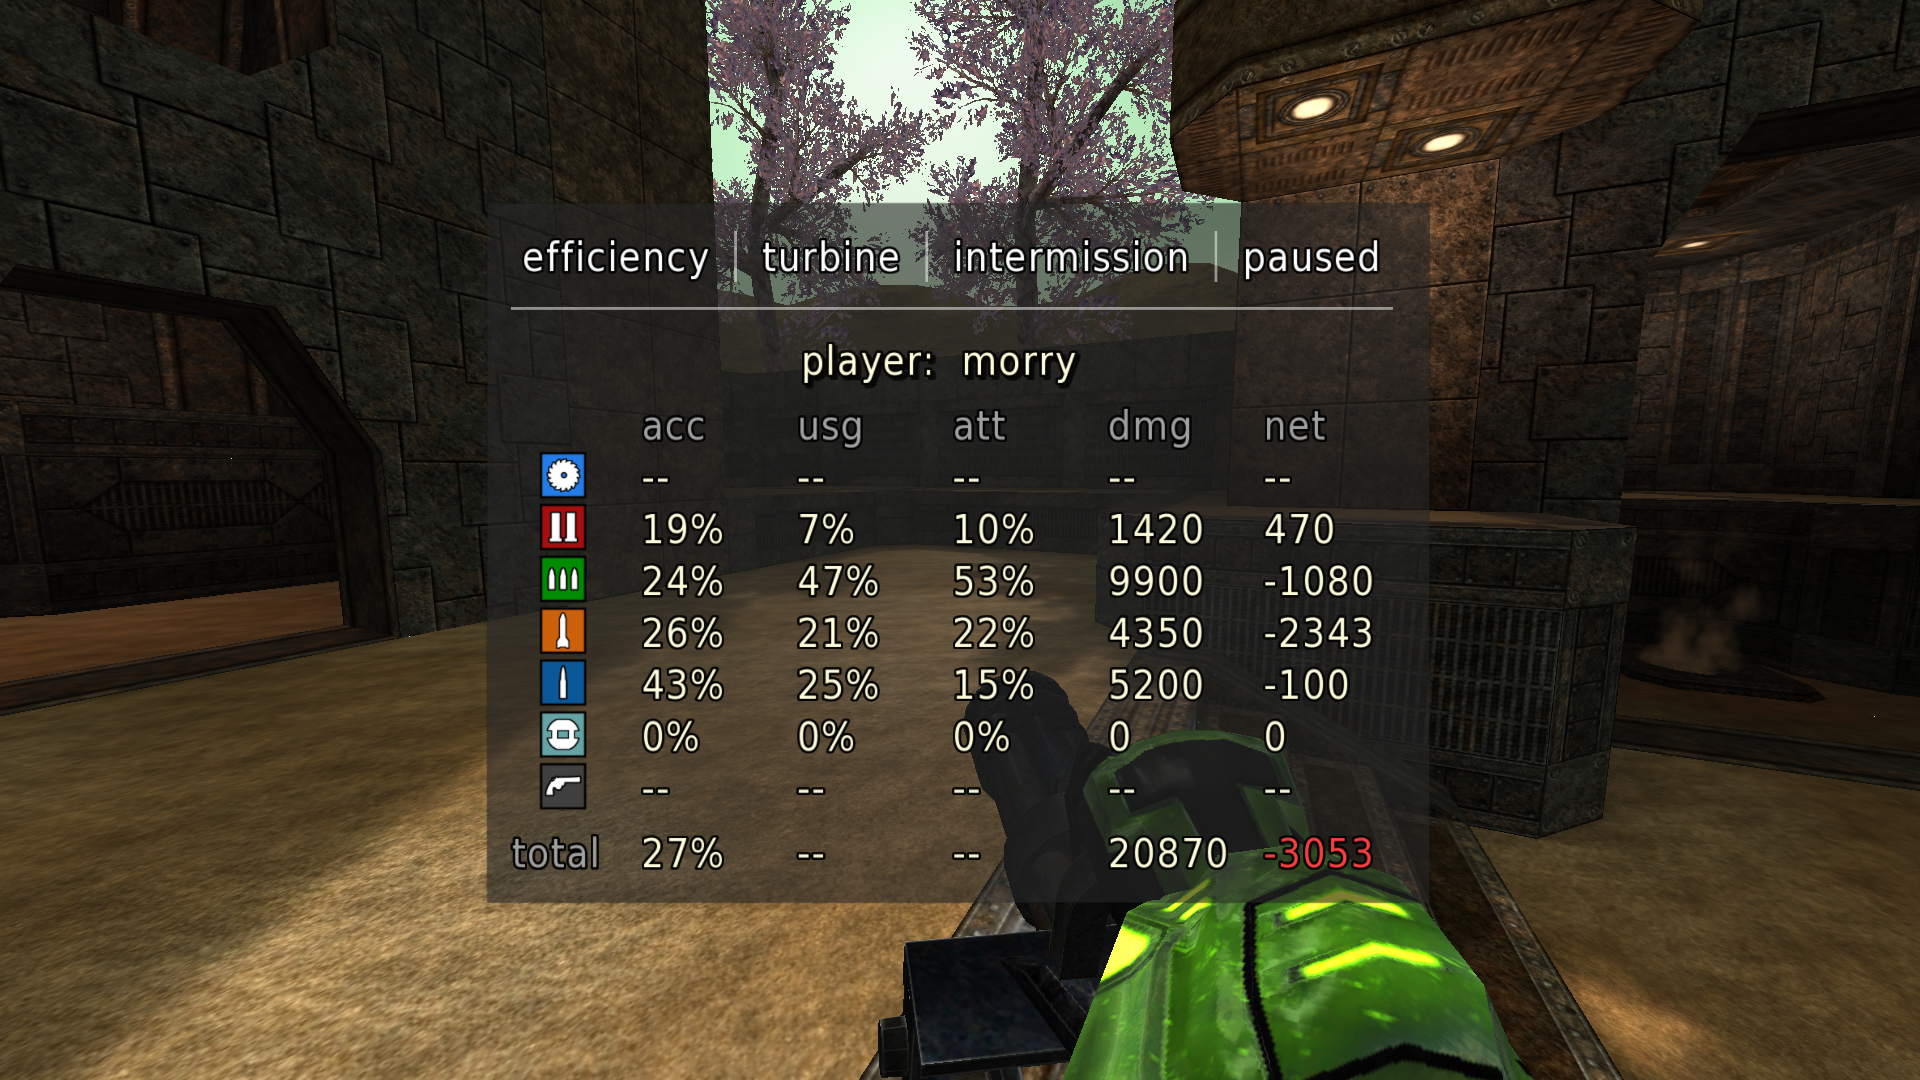 efficiency | turbine | intermission | paused
player: morry
acc usg att dmg net
-- -- -- -- --
19% 7% 10% 1420 470
24% 47% 53% 9900 -1080
26% 21% 22% 4350 -2343
43% 25% 15% 5200 -100
0% 0% 0% 0 0
-- -- -- -- --
total 27% -- -- 20870 -3053